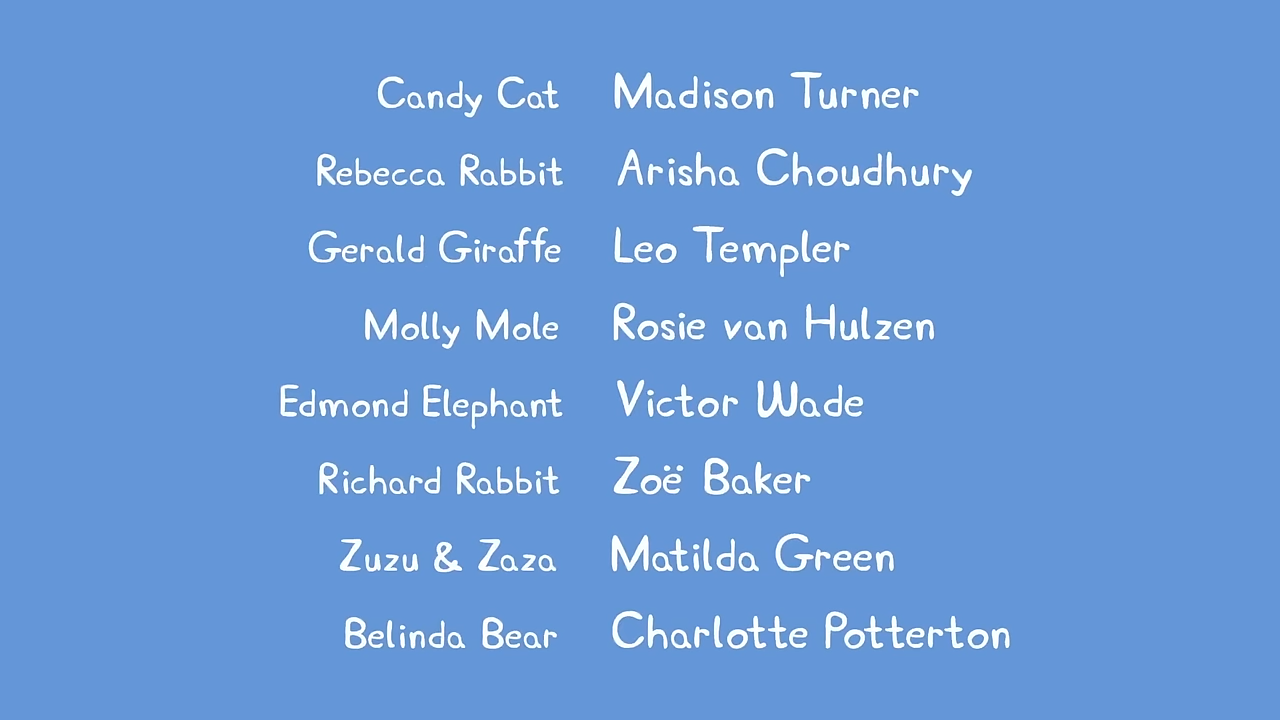 Candy Cat Madison Turner
Rebecca Rabbit Arisha Choudhury
Gerald Giraffe Leo Templer
Molly Mole Rosie van Hulzen
Edmond Elephant Victor Wade
Richard Rabbit Zoë Baker
Zuzu & Zaza Matilda Green
Belinda Bear Charlotte Potterton